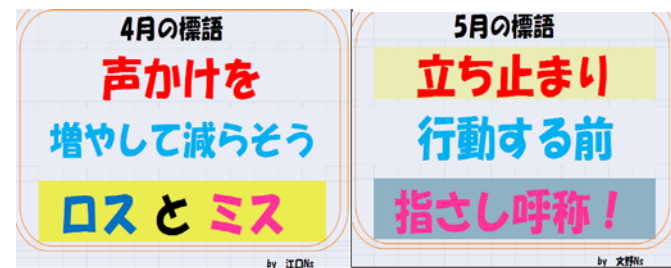 4月の標語
声かけを
増やして減らそう
ロスとミス
by 江口Ns
5月の標語
立ち止まり
行動する前
指さし呼称！
by 文野Ns